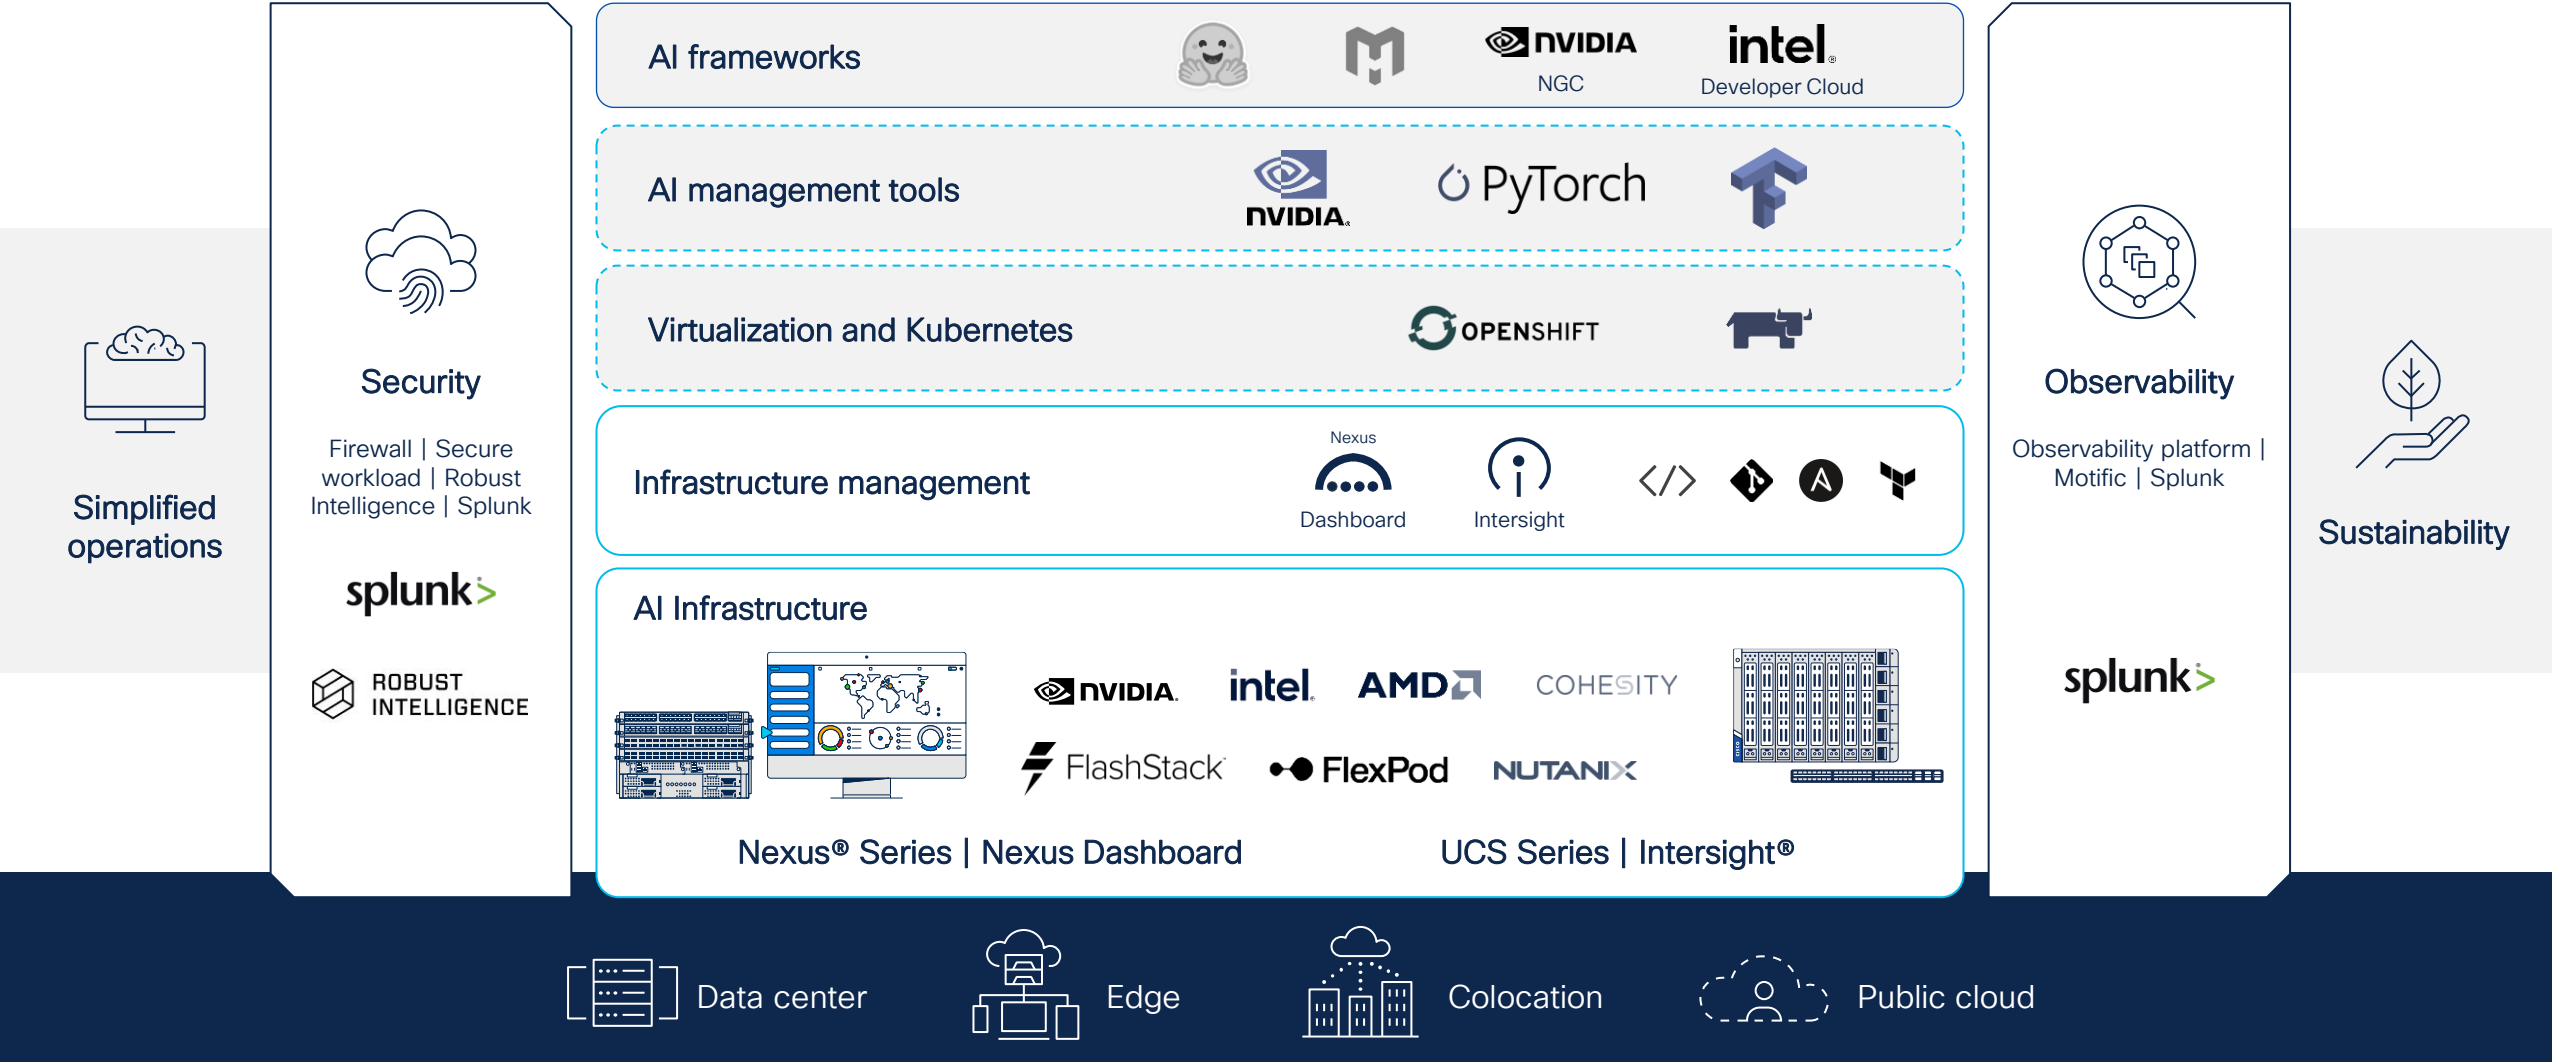 Simplified
operations
Security
Firewall | Secure
workload | Robust
Intelligence | Splunk
splunk>
ROBUST
INTELLIGENCE
AI frameworks
NVIDIA
NGC
intel®
Developer Cloud
AI management tools
NVIDIA
PyTorch
Virtualization and Kubernetes
OPENSHIFT
Infrastructure management
Nexus
Dashboard
Intersight
</>
AI Infrastructure
NVIDIA
intel
AMD
COHESITY
FlashStack
FlexPod
NUTANIX
CISCO
Nexus® Series | Nexus Dashboard
UCS Series | Intersight®
Observability
Observability platform |
Motific | Splunk
splunk>
Sustainability
Data center
Edge
Colocation
Public cloud